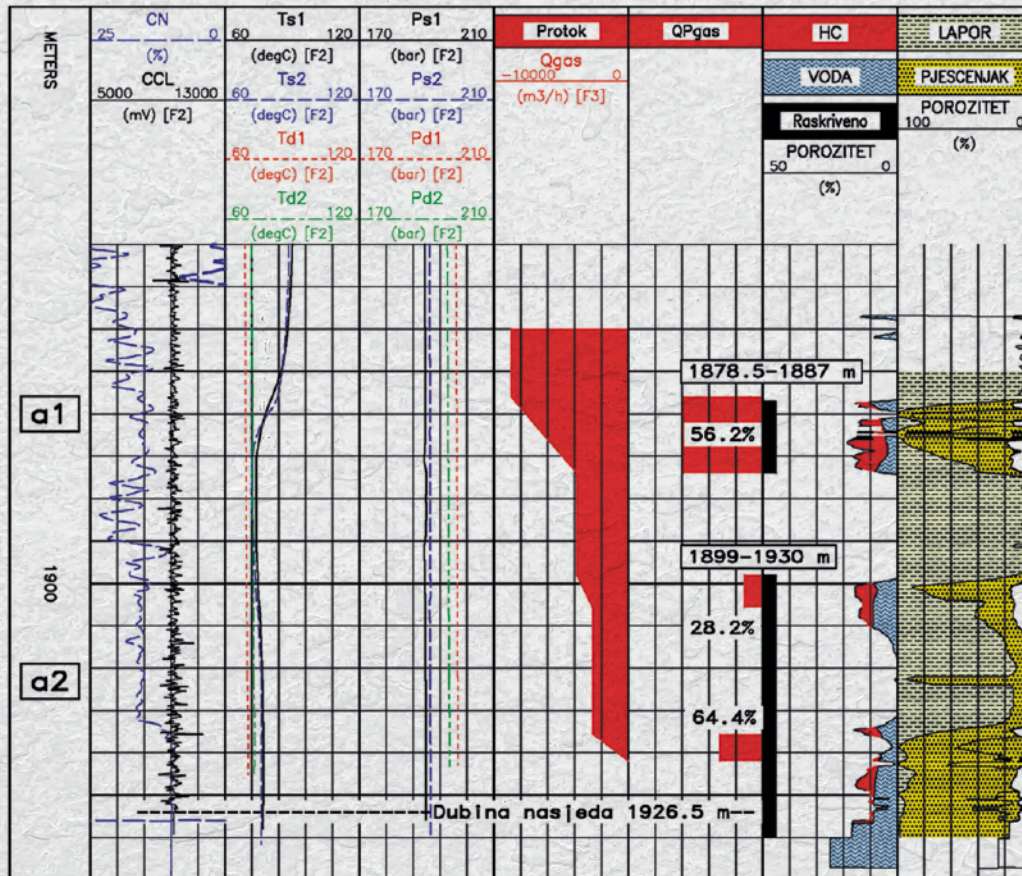 METERS
CN
25 0
(%)
CCL
5000 13000
(mV) [F2]
Ts1
60 120
(degC) [F2]
Ts2
60 120
(degC) [F2]
Td1
60 120
(degC) [F2]
Td2
60 120
(degC) [F2]
Ps1
170 210
(bar) [F2]
Ps2
170 210
(bar) [F2]
Pd1
170 210
(bar) [F2]
Pd2
170 210
(bar) [F2]
Protok
Qgas
-10000 0
(m3/h) [F3]
QPgas
HC
VODA
Raskriveno
POROZITET
50 0
(%)
LAPOR
PJESCENJAK
POROZITET
100 0
(%)
1878.5-1887 m
a1
56.2%
1899-1930 m
1900
28.2%
a2
64.4%
Dubina nasjeda 1926.5 m